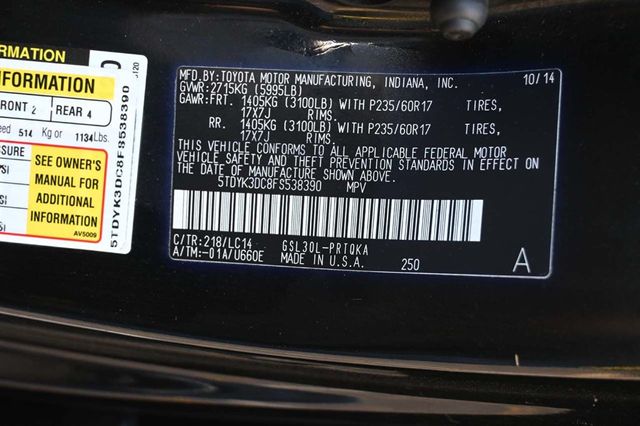 RMATION
INFORMATION
FRONT 2 REAR 4
514 Kg or 1134Lbs.
SEE OWNER'S
MANUAL FOR
ADDITIONAL
INFORMATION
AV5009
5TDYK3DC8FS538390
MFD.BY:TOYOTA MOTOR MANUFACTURING, INDIANA, INC. 10/14
GVWR:2715KG (5995LB)
GAWR:FRT. 1405KG (3100LB) WITH P235/60R17 TIRES,
17X7J RIMS.
RR. 1405KG (3100LB) WITH P235/60R17 TIRES,
17X7J RIMS.
THIS VEHICLE CONFORMS TO ALL APPLICABLE FEDERAL MOTOR
VEHICLE SAFETY AND THEFT PREVENTION STANDARDS IN EFFECT ON
THE DATE OF MANUFACTURE SHOWN ABOVE.
5TDYK3DC8FS538390 MPV
C/TR:218/LC14 GSL30L-PRTQKA
A/TM:-01A/U660E MADE IN U.S.A. 250 A